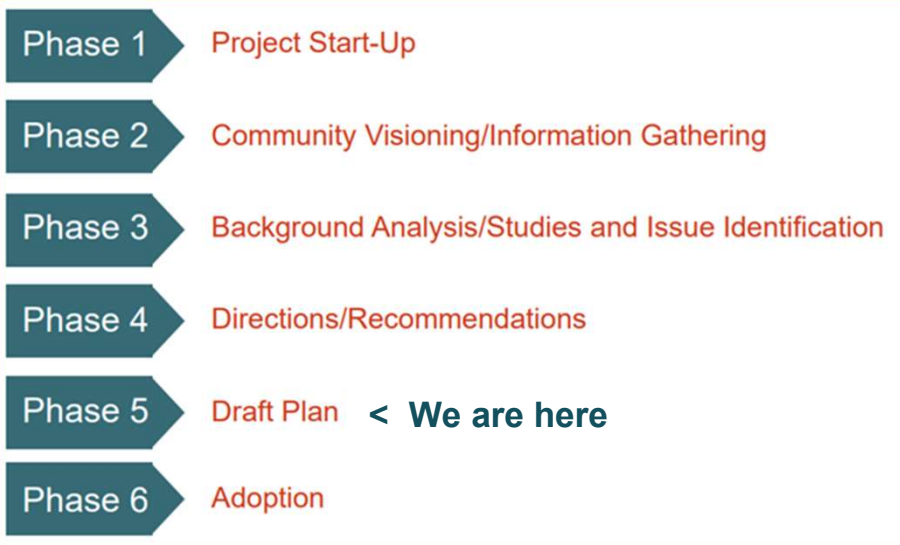 Phase 1 Project Start-Up
Phase 2 Community Visioning/Information Gathering
Phase 3 Background Analysis/Studies and Issue Identification
Phase 4 Directions/Recommendations
Phase 5 Draft Plan < We are here
Phase 6 Adoption